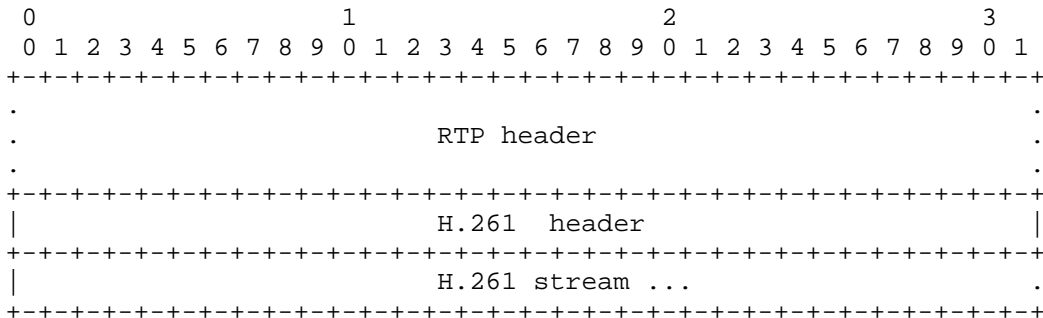 0                   1                   2                   3
 0 1 2 3 4 5 6 7 8 9 0 1 2 3 4 5 6 7 8 9 0 1 2 3 4 5 6 7 8 9 0 1
+-+-+-+-+-+-+-+-+-+-+-+-+-+-+-+-+-+-+-+-+-+-+-+-+-+-+-+-+-+-+-+-+
.                                                               .
.                          RTP header                           .
.                                                               .
+-+-+-+-+-+-+-+-+-+-+-+-+-+-+-+-+-+-+-+-+-+-+-+-+-+-+-+-+-+-+-+-+
|                          H.261  header                        |
+-+-+-+-+-+-+-+-+-+-+-+-+-+-+-+-+-+-+-+-+-+-+-+-+-+-+-+-+-+-+-+-+
|                          H.261 stream ...                     .
+-+-+-+-+-+-+-+-+-+-+-+-+-+-+-+-+-+-+-+-+-+-+-+-+-+-+-+-+-+-+-+-+